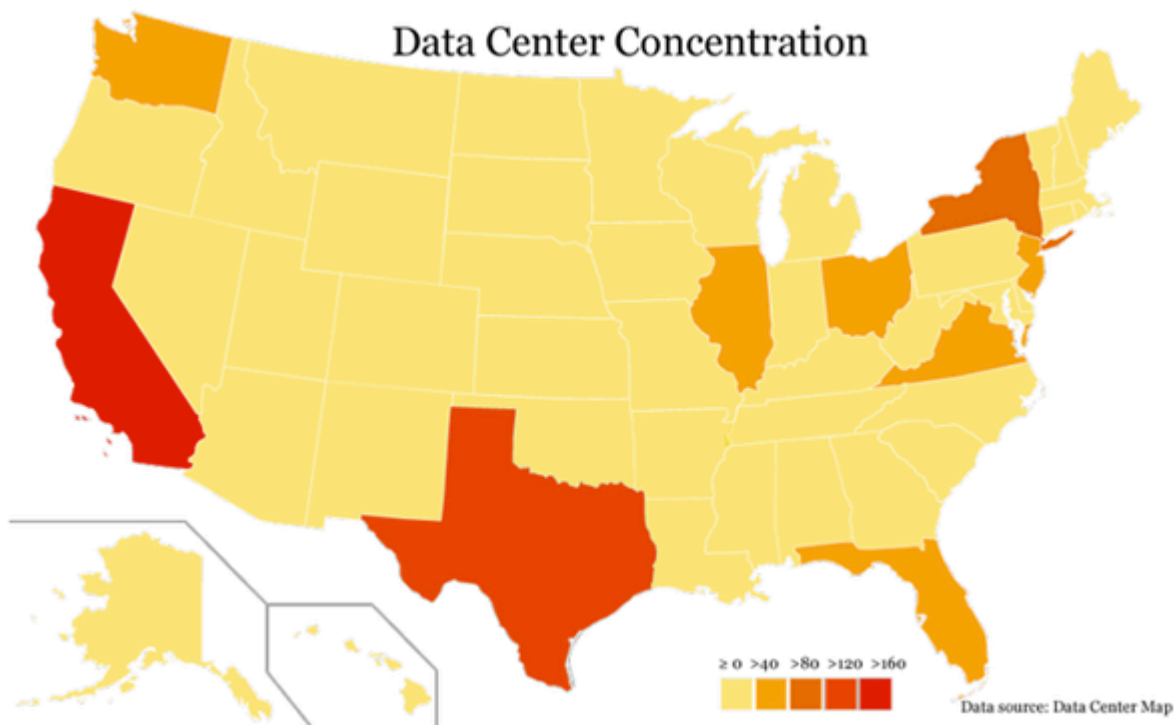 Data Center Concentration
≥ 0 >40 >80 >120 >160
Data source: Data Center Map